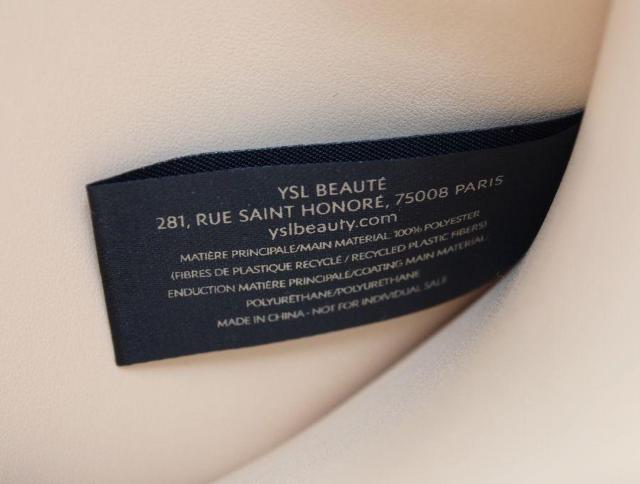 YSL BEAUTÉ
281, RUE SAINT HONORÉ, 75008 PARIS
yslbeauty.com
MATIÈRE PRINCIPALE/MAIN MATERIAL 100% POLYESTER
(FIBRES DE PLASTIQUE RECYCLÉ / RECYCLED PLASTIC FIBERS)
ENDUCTION MATIÈRE PRINCIPALE/COATING MAIN MATERIAL:
POLYURÉTHANE/POLYURETHANE
MADE IN CHINA - NOT FOR INDIVIDUAL SALE